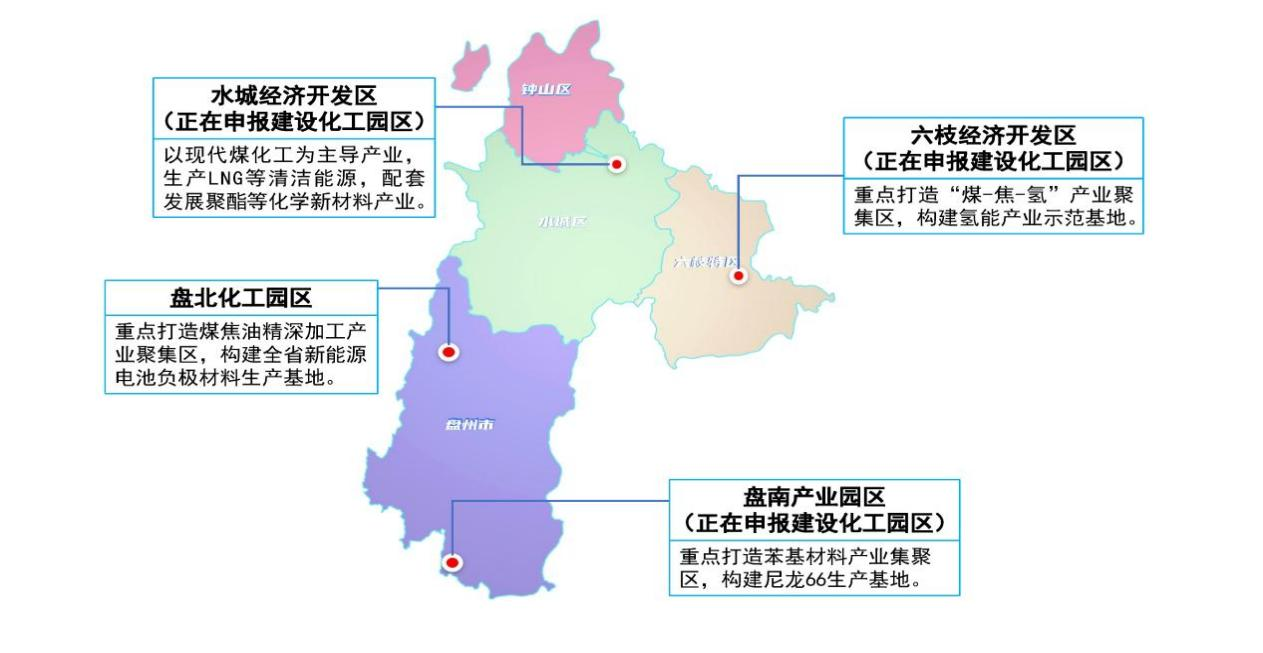 钟山区
水城经济开发区
(正在申报建设化工园区)
以现代煤化工为主导产业，
生产LNG等清洁能源，配套
发展聚酯等化学新材料产业。
六枝经济开发区
(正在申报建设化工园区)
重点打造“煤-焦-氢”产业聚
集区，构建氢能产业示范基地。
水城区
六枝特区
盘北化工园区
重点打造煤焦油精深加工产
业聚集区，构建全省新能源
电池负极材料生产基地。
盘州市
盘南产业园区
(正在申报建设化工园区)
重点打造苯基材料产业集聚
区，构建尼龙66生产基地。